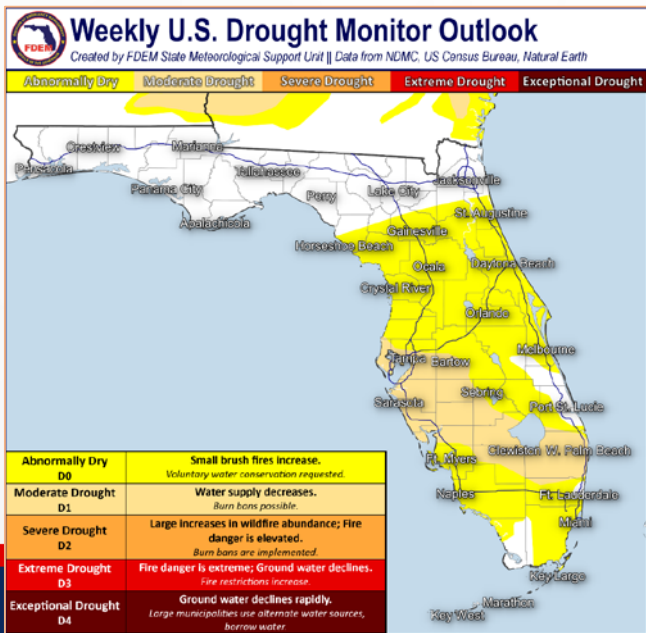 Weekly U.S. Drought Monitor Outlook
FDEM
Created by FDEM State Meteorological Support Unit || Data from NDMC, US Census Bureau, Natural Earth
Abnormally Dry Moderate Drought Severe Drought Extreme Drought Exceptional Drought
Crestview Marianna
Pensacola Tallahassee Jacksonville
Panama City Perry Lake City
Apalachicola St. Augustine
Gainesville
Horseshoe Beach
Ocala Daytona Beach
Crystal River
Orlando
Melbourne
Tampa Bartow
Sebring
Sarasota Port St. Lucie
Clewiston W. Palm Beach
Ft. Myers
Naples Ft. Lauderdale
Miami
Key Largo
Marathon
Key West
Abnormally Dry
D0
Small brush fires increase.
Voluntary water conservation requested.
Moderate Drought
D1
Water supply decreases.
Burn bans possible.
Severe Drought
D2
Large increases in wildfire abundance; Fire
danger is elevated.
Burn bans are implemented.
Extreme Drought
D3
Fire danger is extreme; Ground water declines.
Fire restrictions increase.
Exceptional Drought
D4
Ground water declines rapidly.
Large municipalities use alternate water sources,
borrow water.